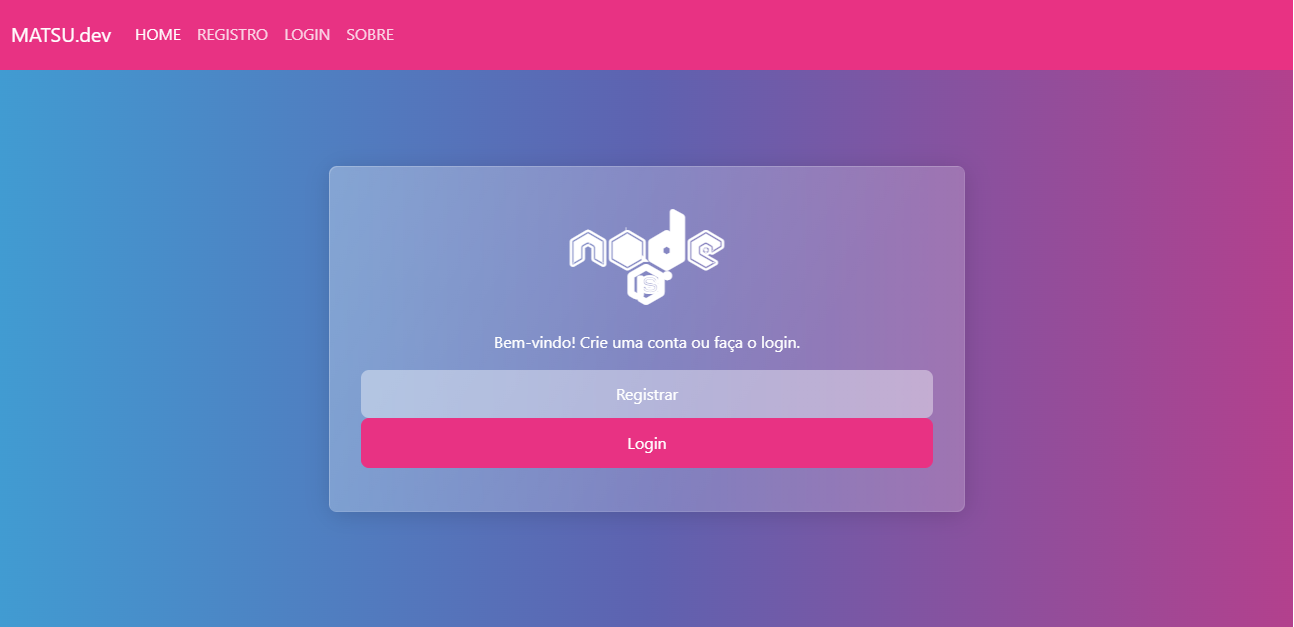 MATSU.dev HOME REGISTRO LOGIN SOBRE
node
JS
Bem-vindo! Crie uma conta ou faça o login.
Registrar
Login